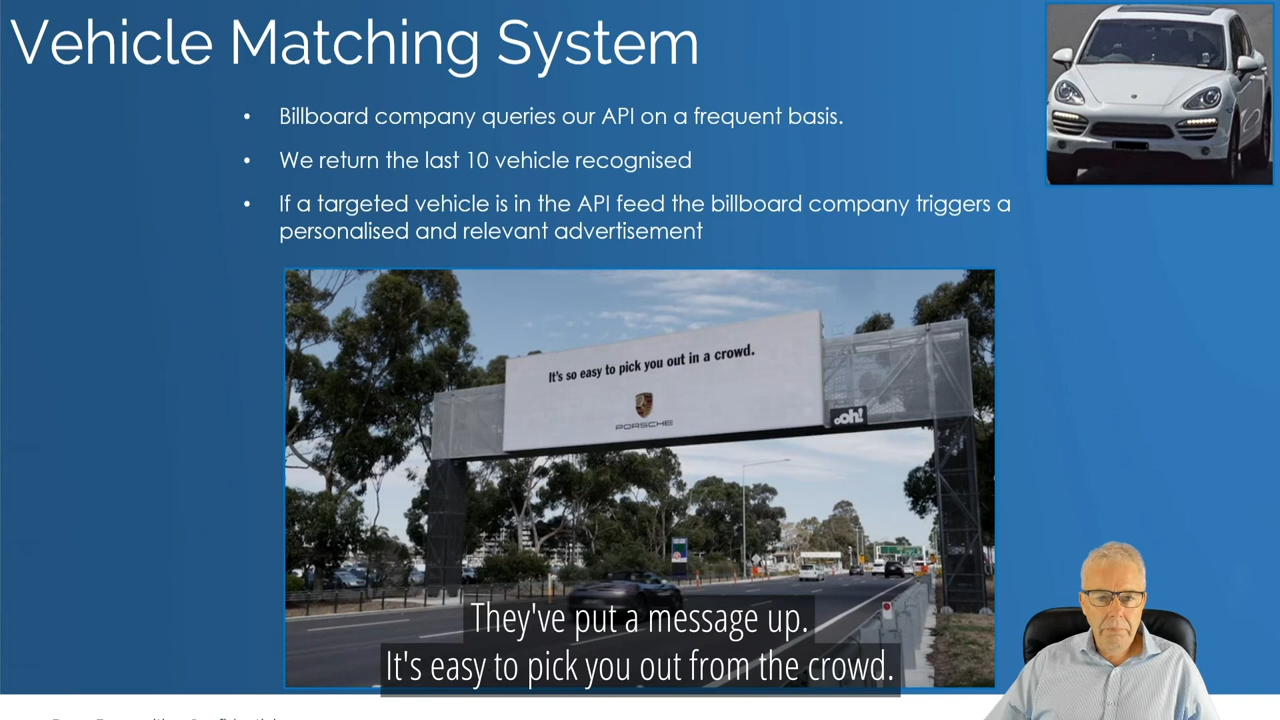 Vehicle Matching System
• Billboard company queries our API on a frequent basis.
• We return the last 10 vehicle recognised
• If a targeted vehicle is in the API feed the billboard company triggers a
personalised and relevant advertisement
It's so easy to pick you out in a crowd.
PORSCHE
oh!
They've put a message up.
It's easy to pick you out from the crowd.